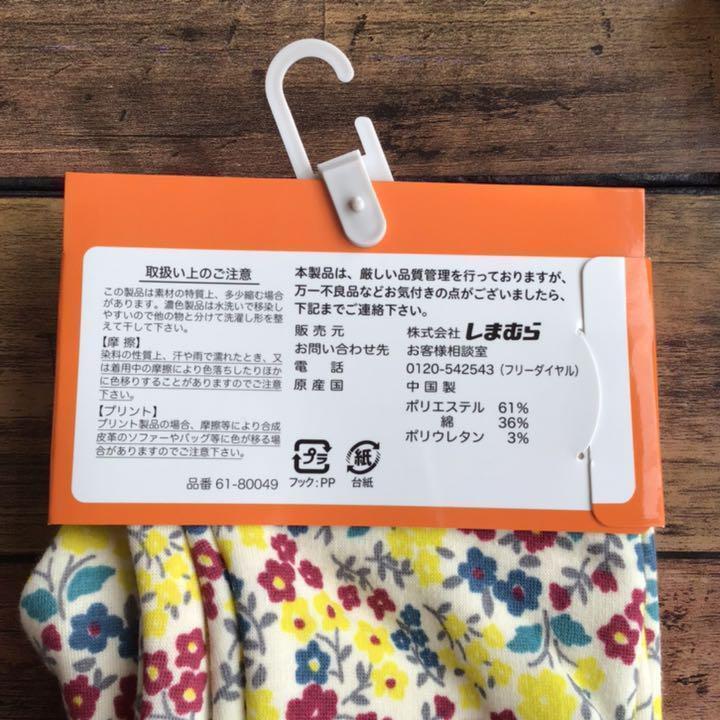 取扱い上のご注意
この製品は素材の特質上、多少縮む場合
があります。濃色製品は水洗いで移染し
やすいので他の物と分けて洗濯し形を整
えて干して下さい。
【摩 擦】
染料の性質上、汗や雨で濡れたとき、又
は着用中の摩擦により色落ちしたりほか
に色移りすることがありますのでご注意
下さい。
【プリント】
プリント製品の場合、摩擦等により合成
皮革のソファーやバッグ等に色が移る場
合がありますのでご注意下さい。
品番 61-80049
本製品は、厳しい品質管理を行っておりますが、
万一不良品などお気付きの点がございましたら、
下記までご連絡下さい。
販売元 株式会社しまむら
お問い合わせ先 お客様相談室
電話 0120-542543（フリーダイヤル）
原産国 中国製
ポリエステル 61%
綿 36%
ポリウレタン 3%
プラ 紙
フック:PP 台紙